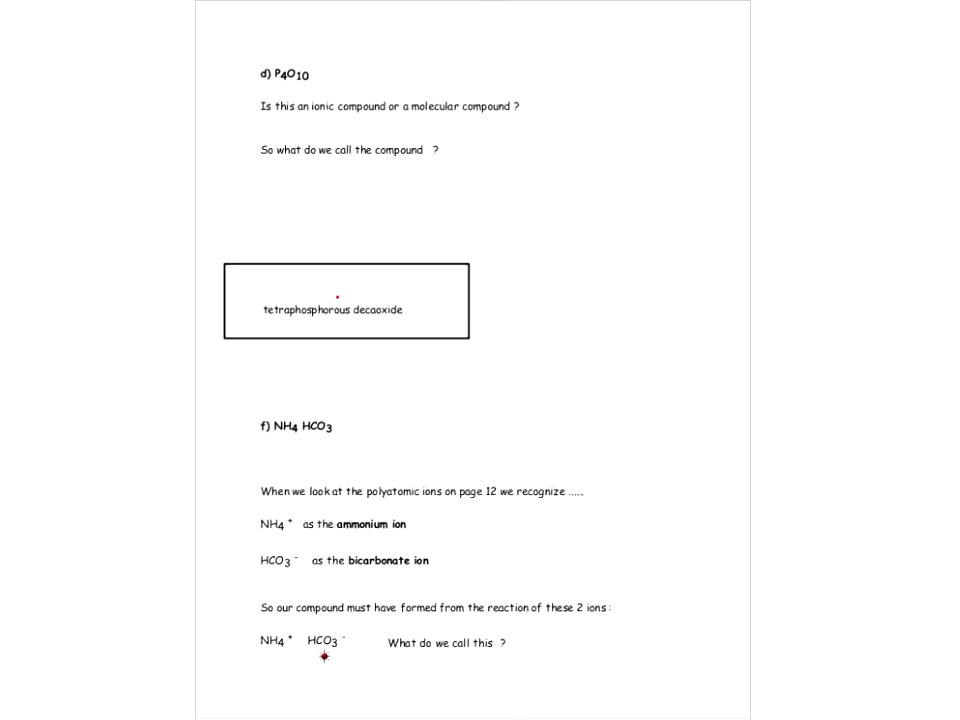 d) P4O10
Is this an ionic compound or a molecular compound ?
So what do we call the compound ?
tetraphosphorous decaoxide
f) NH4 HCO3
When we look at the polyatomic ions on page 12 we recognize ......
NH4 + as the ammonium ion
HCO3 - as the bicarbonate ion
So our compound must have formed from the reaction of these 2 ions :
NH4 + HCO3 - What do we call this ?